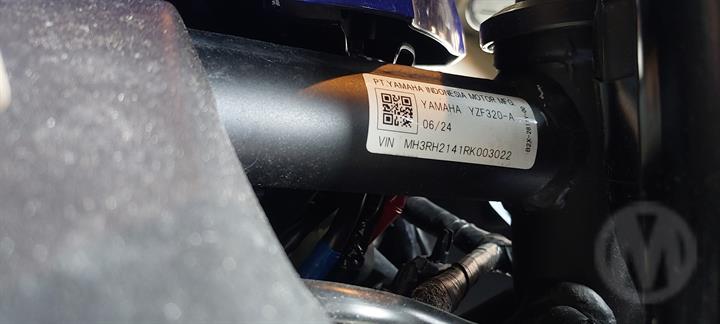 PT.YAMAHA INDONESIA MOTOR MFG.
YAMAHA YZF320-A
06/24
VIN MH3RH2141RK003022